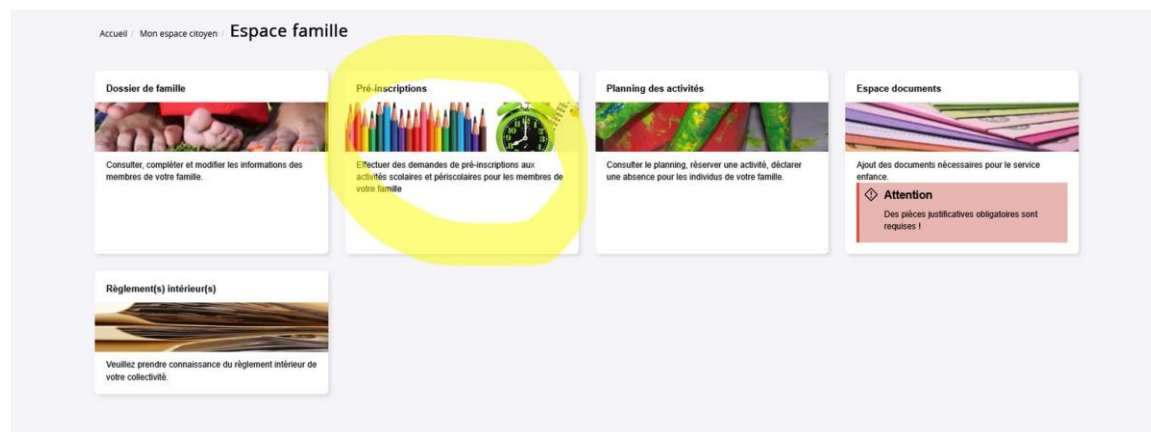 Accueil / Mon espace citoyen / Espace famille
Dossier de famille
Consulter, compléter et modifier les informations des
membres de votre famille.
Pré-inscriptions
Effectuer des demandes de pré-inscriptions aux
activités scolaires et périscolaires pour les membres de
votre famille
Planning des activités
Consulter le planning, réserver une activité, déclarer
une absence pour les individus de votre famille.
Espace documents
Ajout des documents nécessaires pour le service
enfance.
Attention
Des pièces justificatives obligatoires sont
requises !
Règlement(s) intérieur(s)
Veuillez prendre connaissance du règlement intérieur de
votre collectivité.